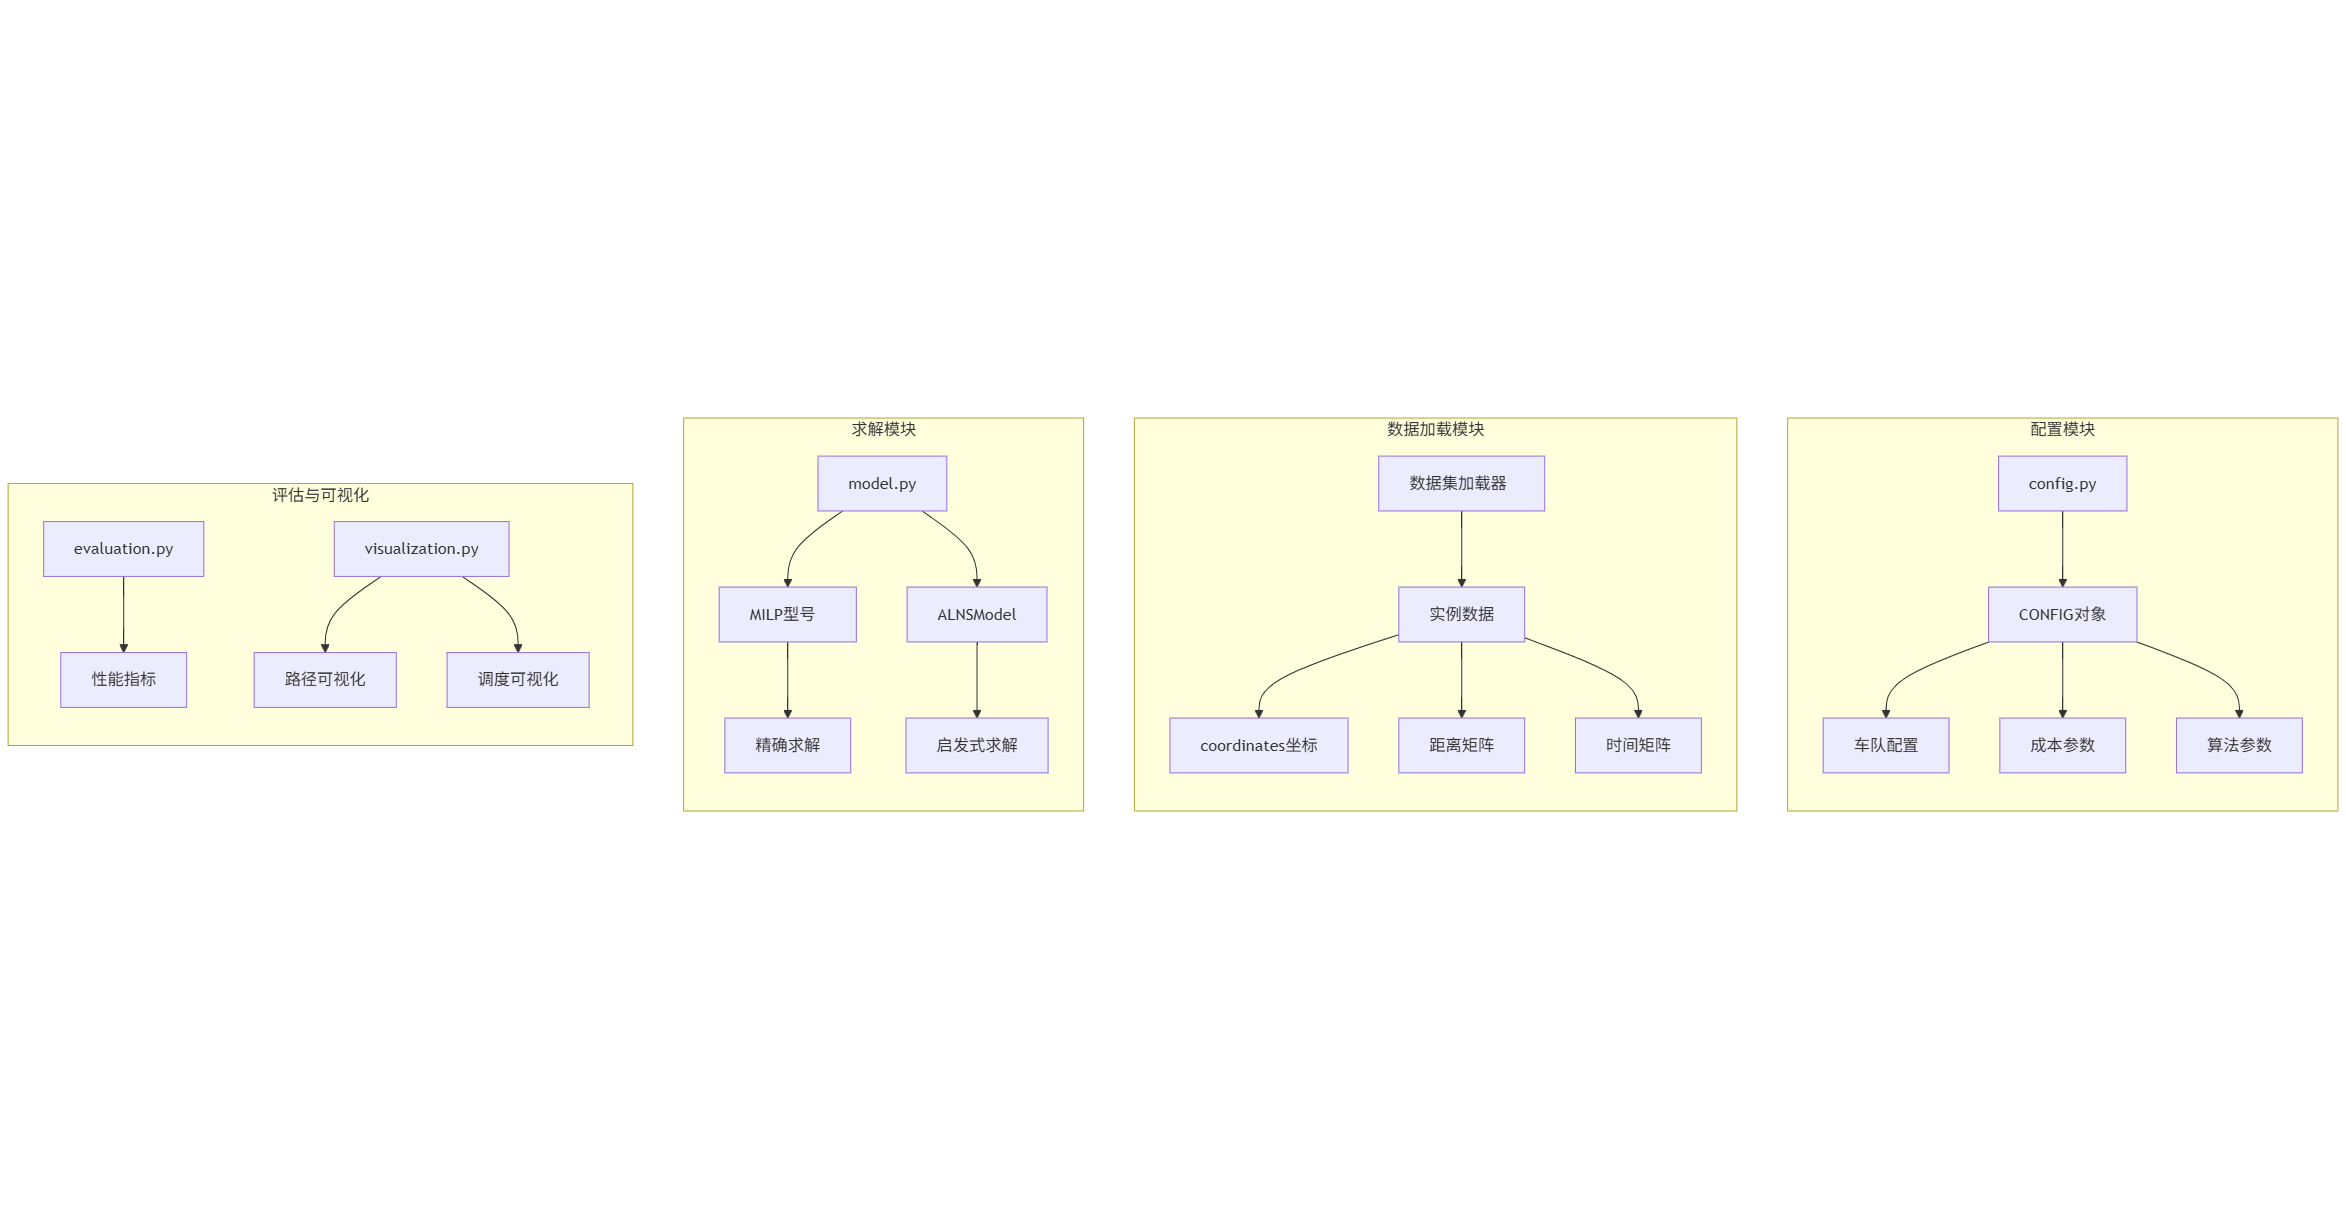 评估与可视化
evaluation.py
visualization.py
性能指标
路径可视化
调度可视化
求解模块
model.py
MILP型号
ALNSModel
精确求解
启发式求解
数据加载模块
数据集加载器
实例数据
coordinates坐标
距离矩阵
时间矩阵
配置模块
config.py
CONFIG对象
车队配置
成本参数
算法参数